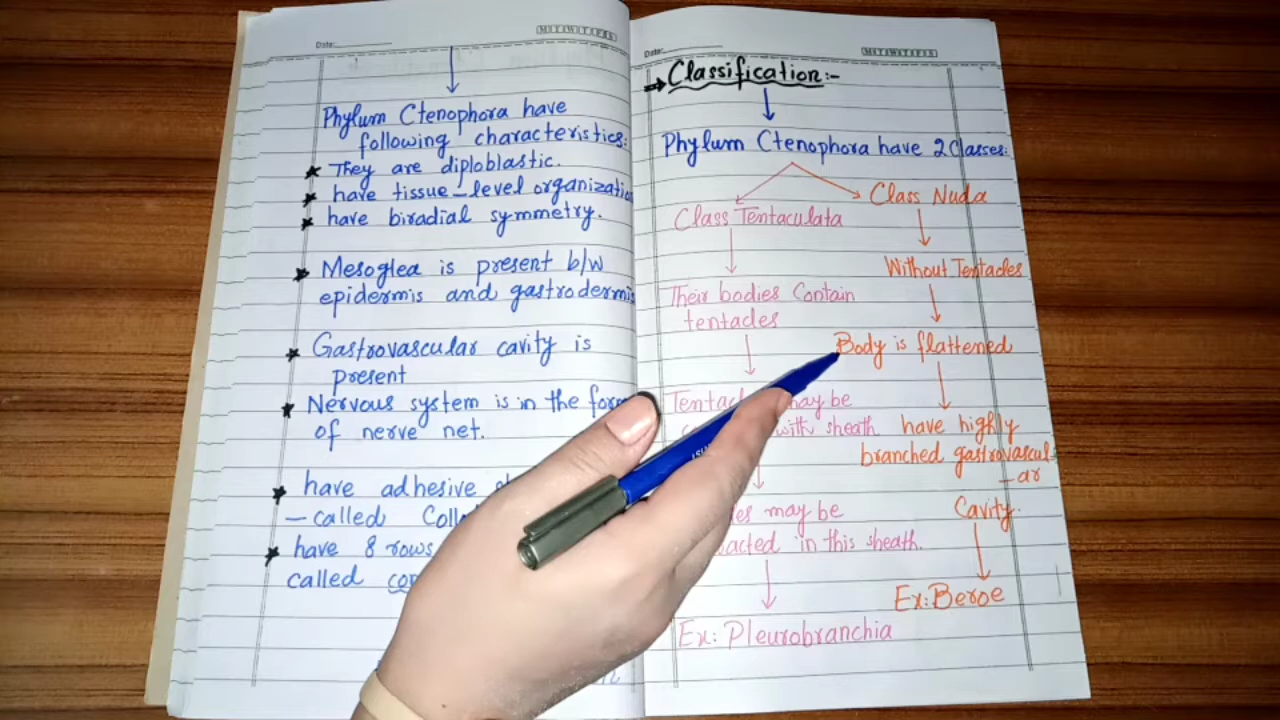 Date:
M T W T F S
Phylum Ctenophora have
following characteristics:
They are diploblastic.
have tissue-level organizatio
have biradial symmetry.
Mesoglea is present b/w
epidermis and gastrodermis
Gastrovascular cavity is
present
Nervous system is in the form
of nerve net.
have adhesive
- called
have 8 rows
called
Date:
M T W T F S
Classification:-
Phylum Ctenophora have 2 Classes:
Class Tentaculata
Their bodies Contain
tentacles
may be
with sheath
may be
in this sheath.
Ex: Pleurobranchia
Class Nuda
Without Tentacles
Body is flattened
have highly
branched gastrovascul
-ar
Cavity.
Ex: Beroe